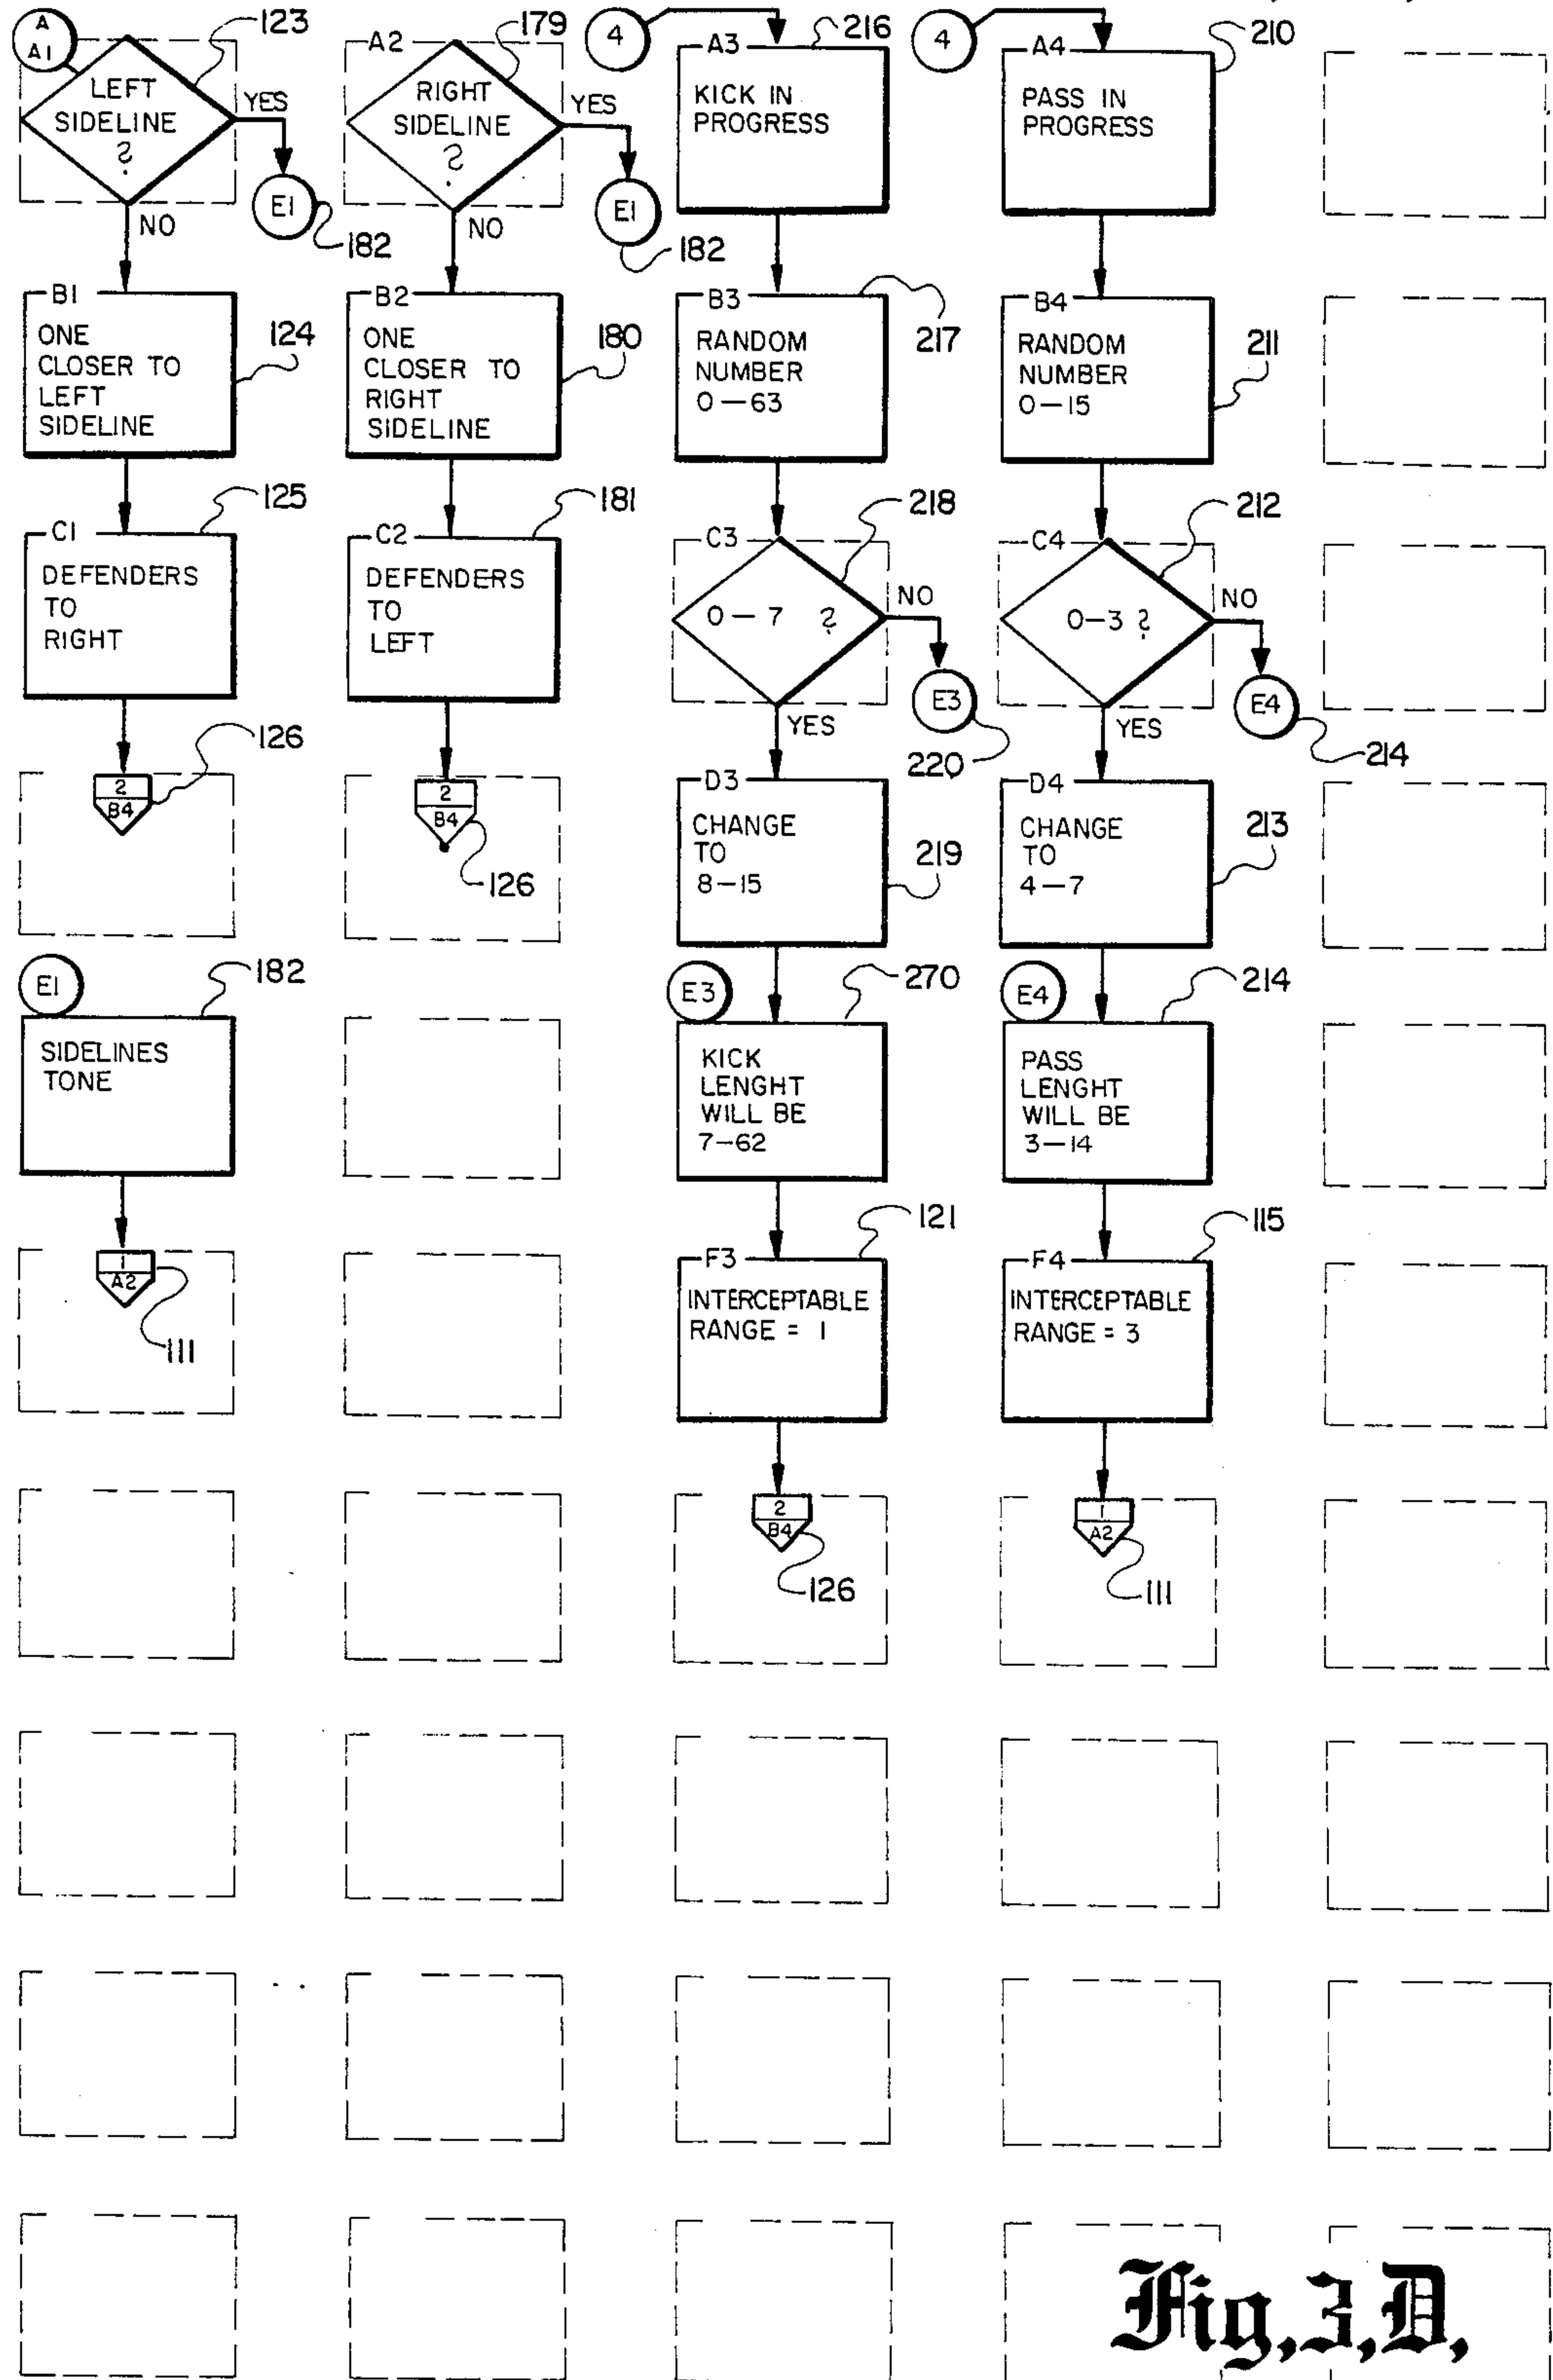 A
A1
LEFT
SIDELINE
?
123
YES
E1
182
NO
B1
ONE
CLOSER TO
LEFT
SIDELINE
124
C1
DEFENDERS
TO
RIGHT
125
2
B4
126
E1
SIDELINES
TONE
182
1
A2
111
A2
RIGHT
SIDELINE
?
179
YES
E1
182
NO
B2
ONE
CLOSER TO
RIGHT
SIDELINE
180
C2
DEFENDERS
TO
LEFT
181
2
B4
126
4
A3
KICK IN
PROGRESS
216
B3
RANDOM
NUMBER
0—63
217
C3
0—7 ?
218
NO
E3
220
YES
D3
CHANGE
TO
8—15
219
E3
KICK
LENGHT
WILL BE
7—62
270
F3
INTERCEPTABLE
RANGE = 1
121
2
B4
126
4
A4
PASS IN
PROGRESS
210
B4
RANDOM
NUMBER
0—15
211
C4
0—3 ?
212
NO
E4
214
YES
D4
CHANGE
TO
4—7
213
E4
PASS
LENGHT
WILL BE
3—14
214
F4
INTERCEPTABLE
RANGE = 3
115
1
A2
111
Fig,3,D,